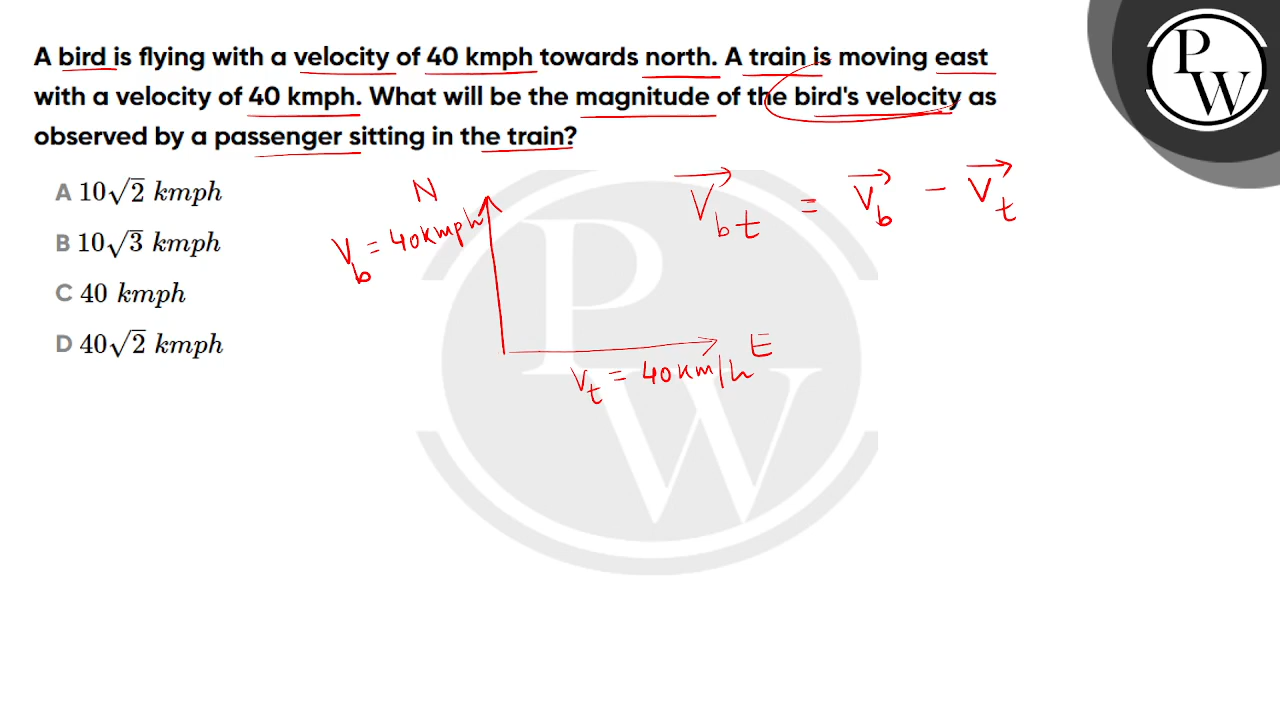 A bird is flying with a velocity of 40 kmph towards north. A train is moving east
with a velocity of 40 kmph. What will be the magnitude of the bird's velocity as
observed by a passenger sitting in the train?
A 10√2 kmph
B 10√3 kmph
C 40 kmph
D 40√2 kmph
N
V_b = 40kmph
V_bt = V_b - V_t
E
V_t = 40km/h
P
W
P
W